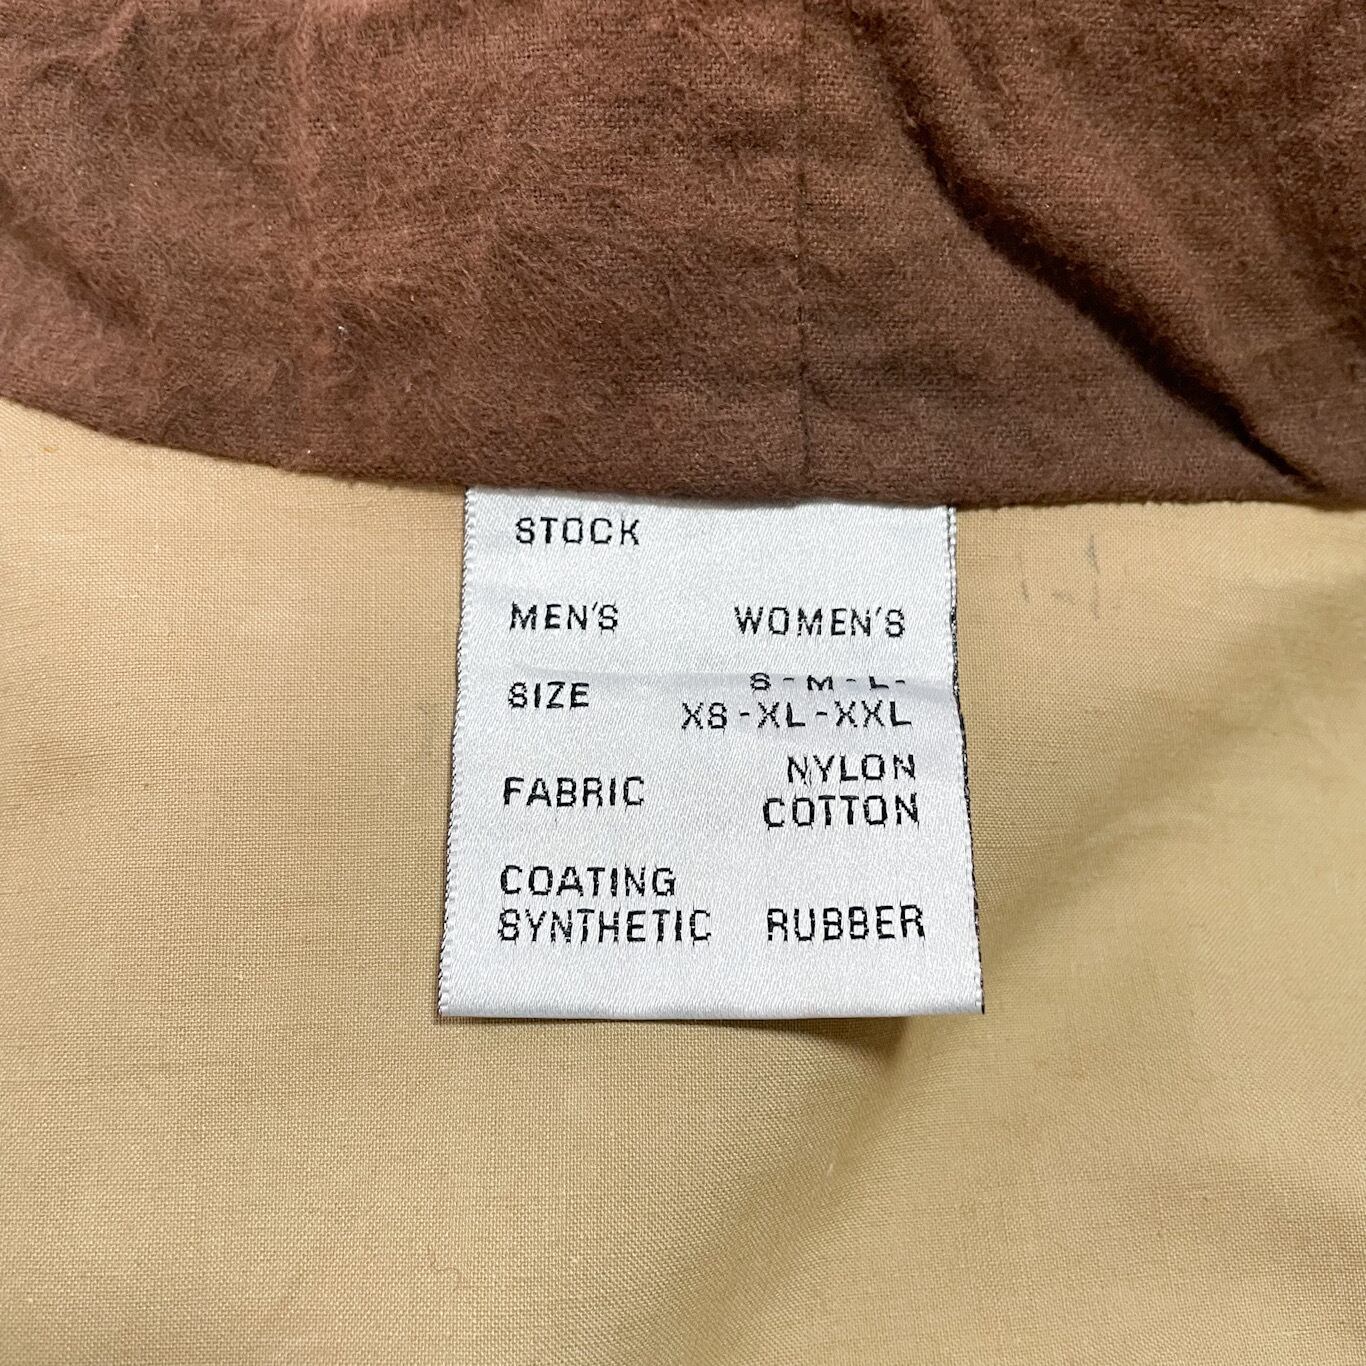 STOCK
MEN'S WOMEN'S
SIZE S - M - L -
XS - XL - XXL
FABRIC NYLON
COTTON
COATING
SYNTHETIC RUBBER